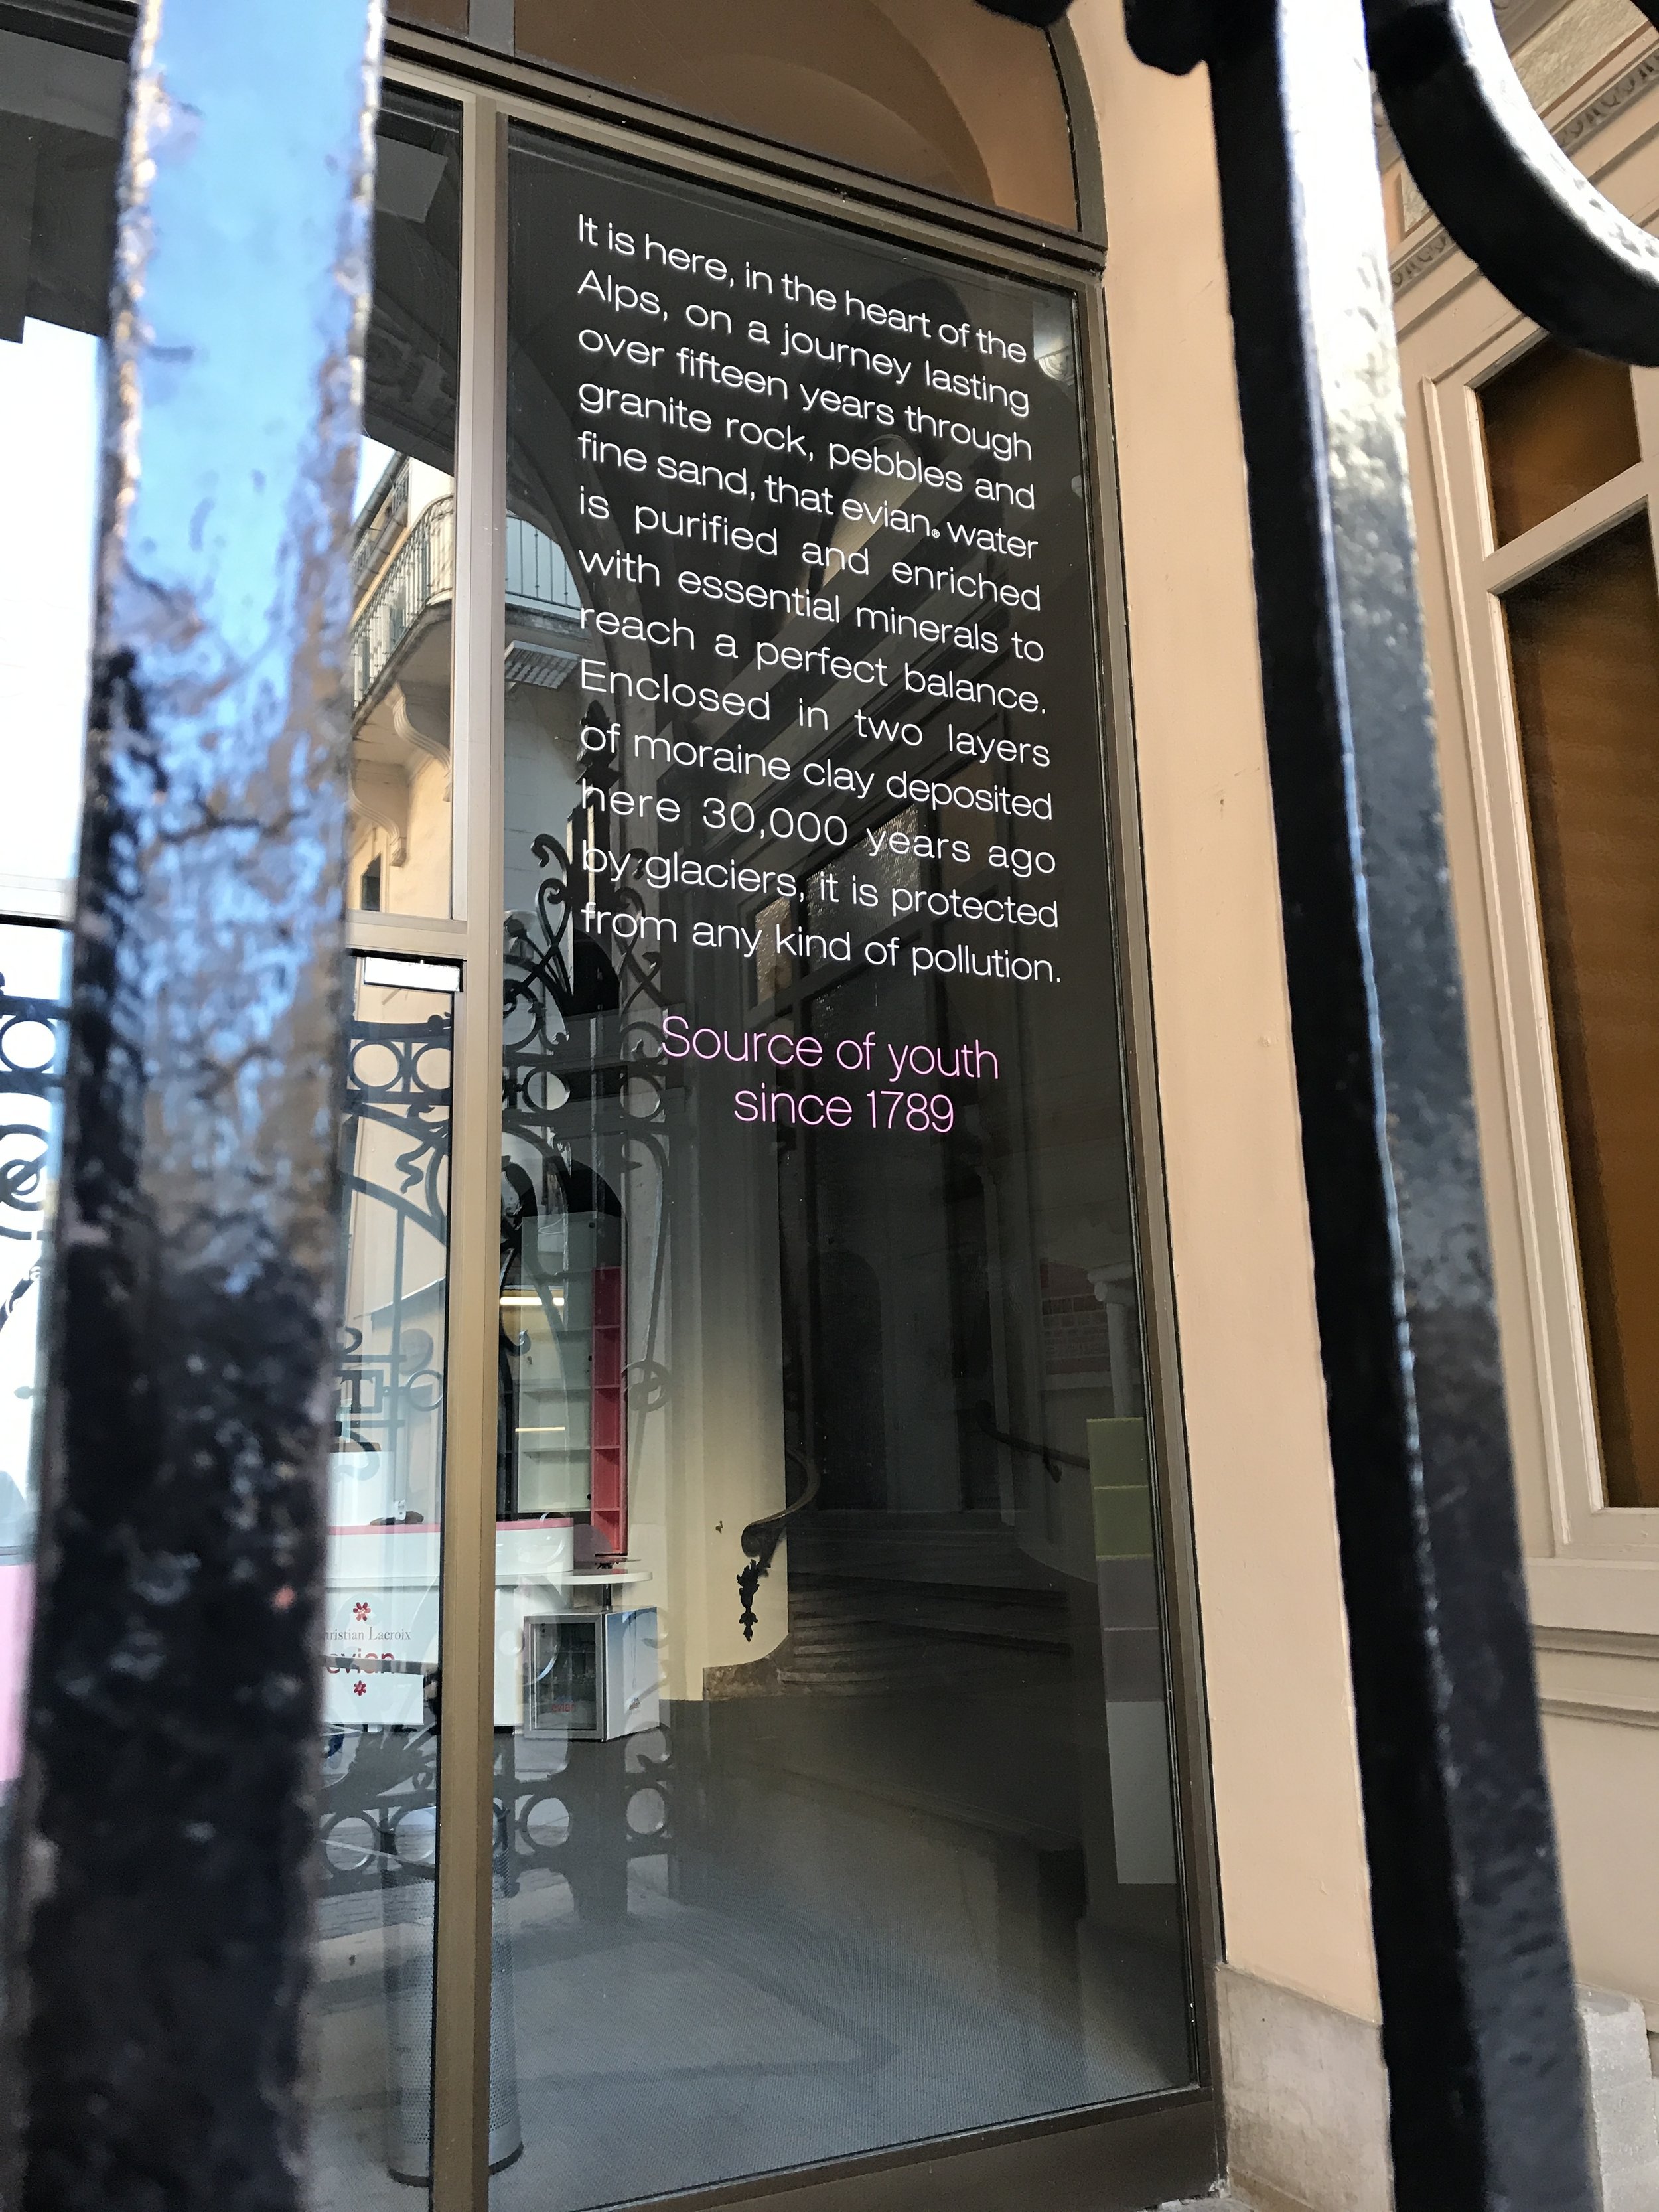 It is here, in the heart of the
Alps, on a journey lasting
over fifteen years through
granite rock, pebbles and
fine sand, that evian® water
is purified and enriched
with essential minerals to
reach a perfect balance.
Enclosed in two layers
of moraine clay deposited
here 30,000 years ago
by glaciers, it is protected
from any kind of pollution.
Source of youth
since 1789
Lacroix
evian